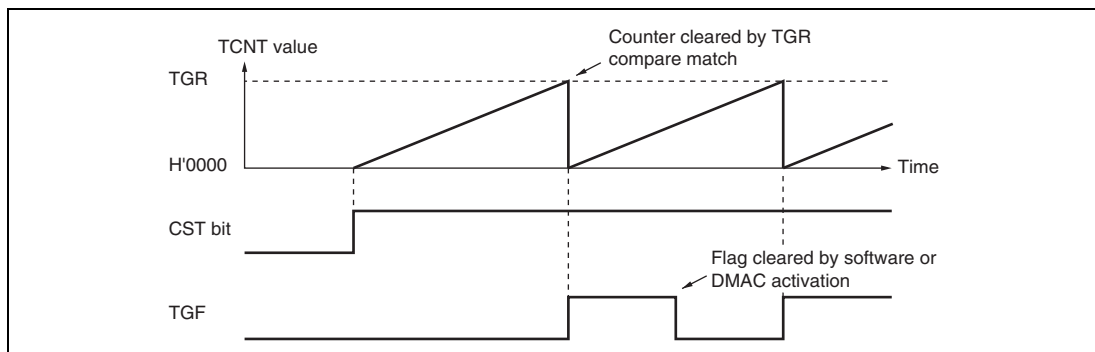 Counter cleared by TGR
compare match
TCNT value
TGR
H'0000
Time
CST bit
Flag cleared by software or
DMAC activation
TGF